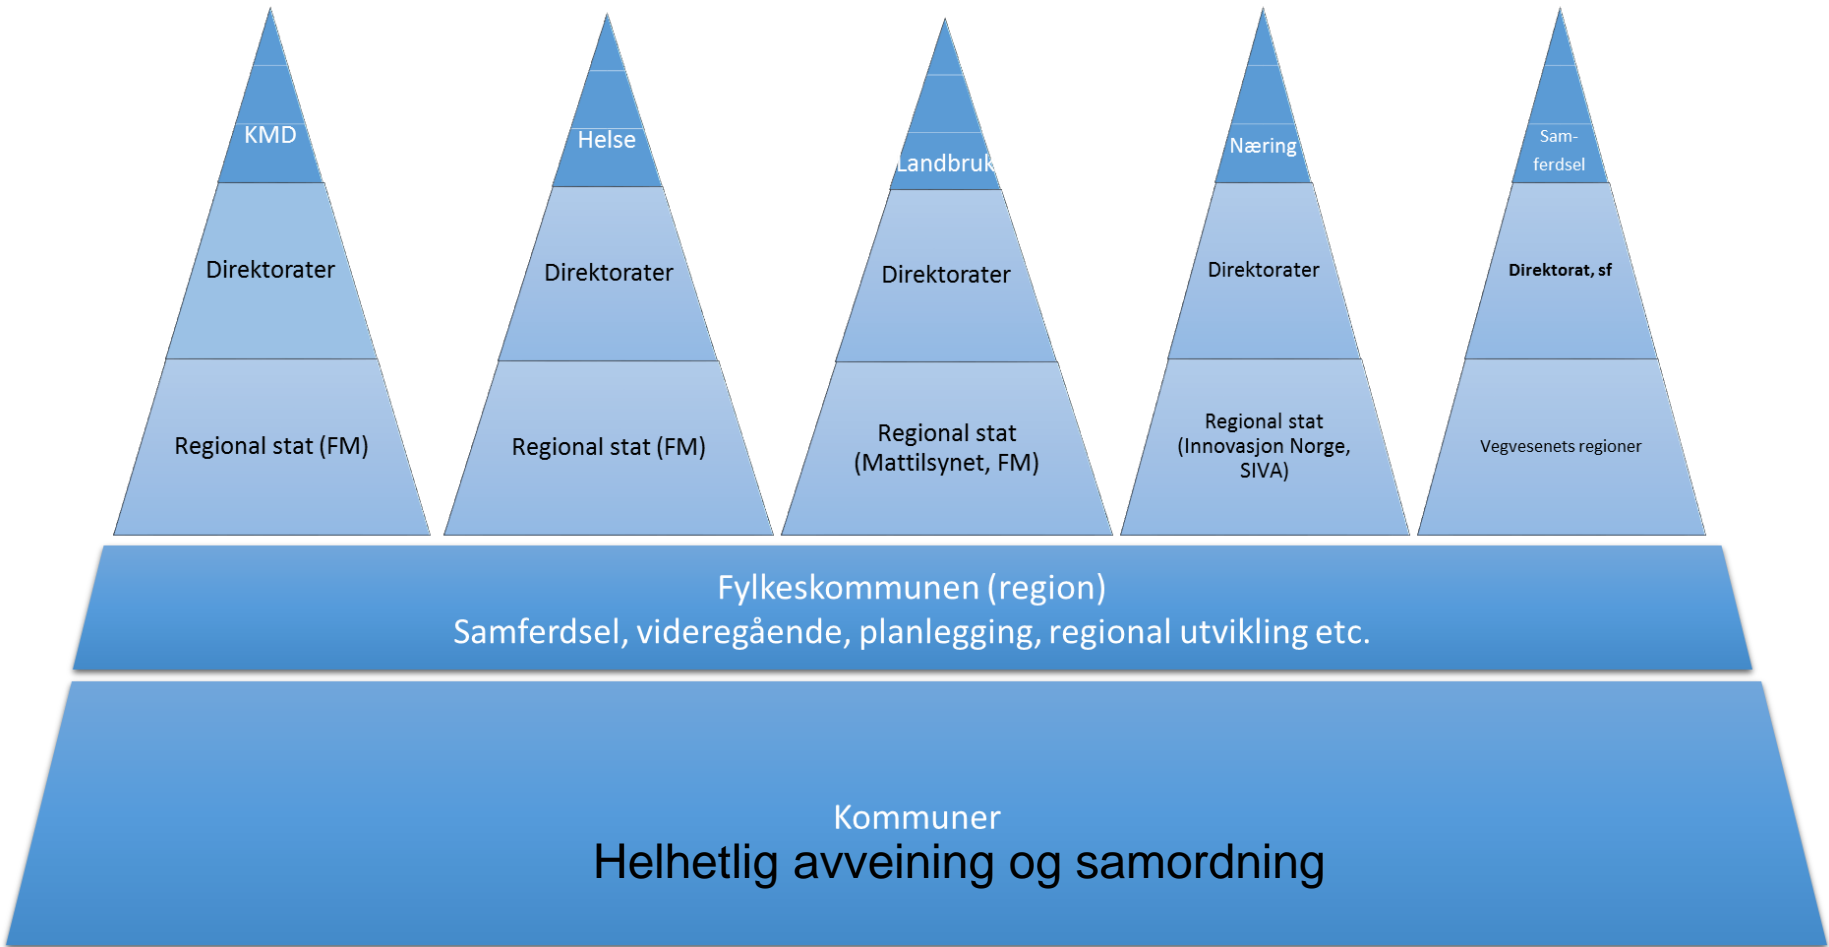 KMD
Helse
Landbruk
Næring
Sam-
ferdsel
Direktorater
Direktorater
Direktorater
Direktorater
Direktorat, sf
Regional stat (FM)
Regional stat (FM)
Regional stat
(Mattilsynet, FM)
Regional stat
(Innovasjon Norge,
SIVA)
Vegvesenets regioner
Fylkeskommunen (region)
Samferdsel, videregående, planlegging, regional utvikling etc.
Kommuner
Helhetlig avveining og samordning